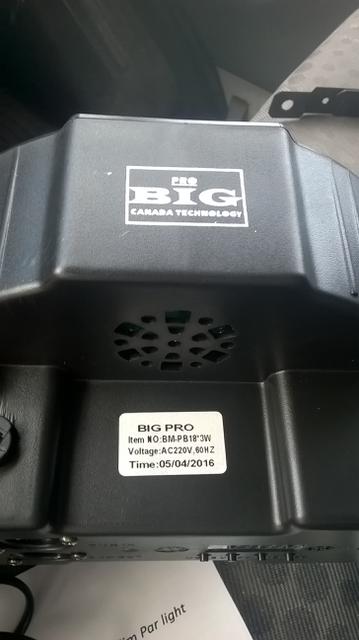 PRO
BIG
CANADA TECHNOLOGY
BIG PRO
Item NO:BM-PB18*3W
Voltage:AC220V,60HZ
Time:05/04/2016
Par light